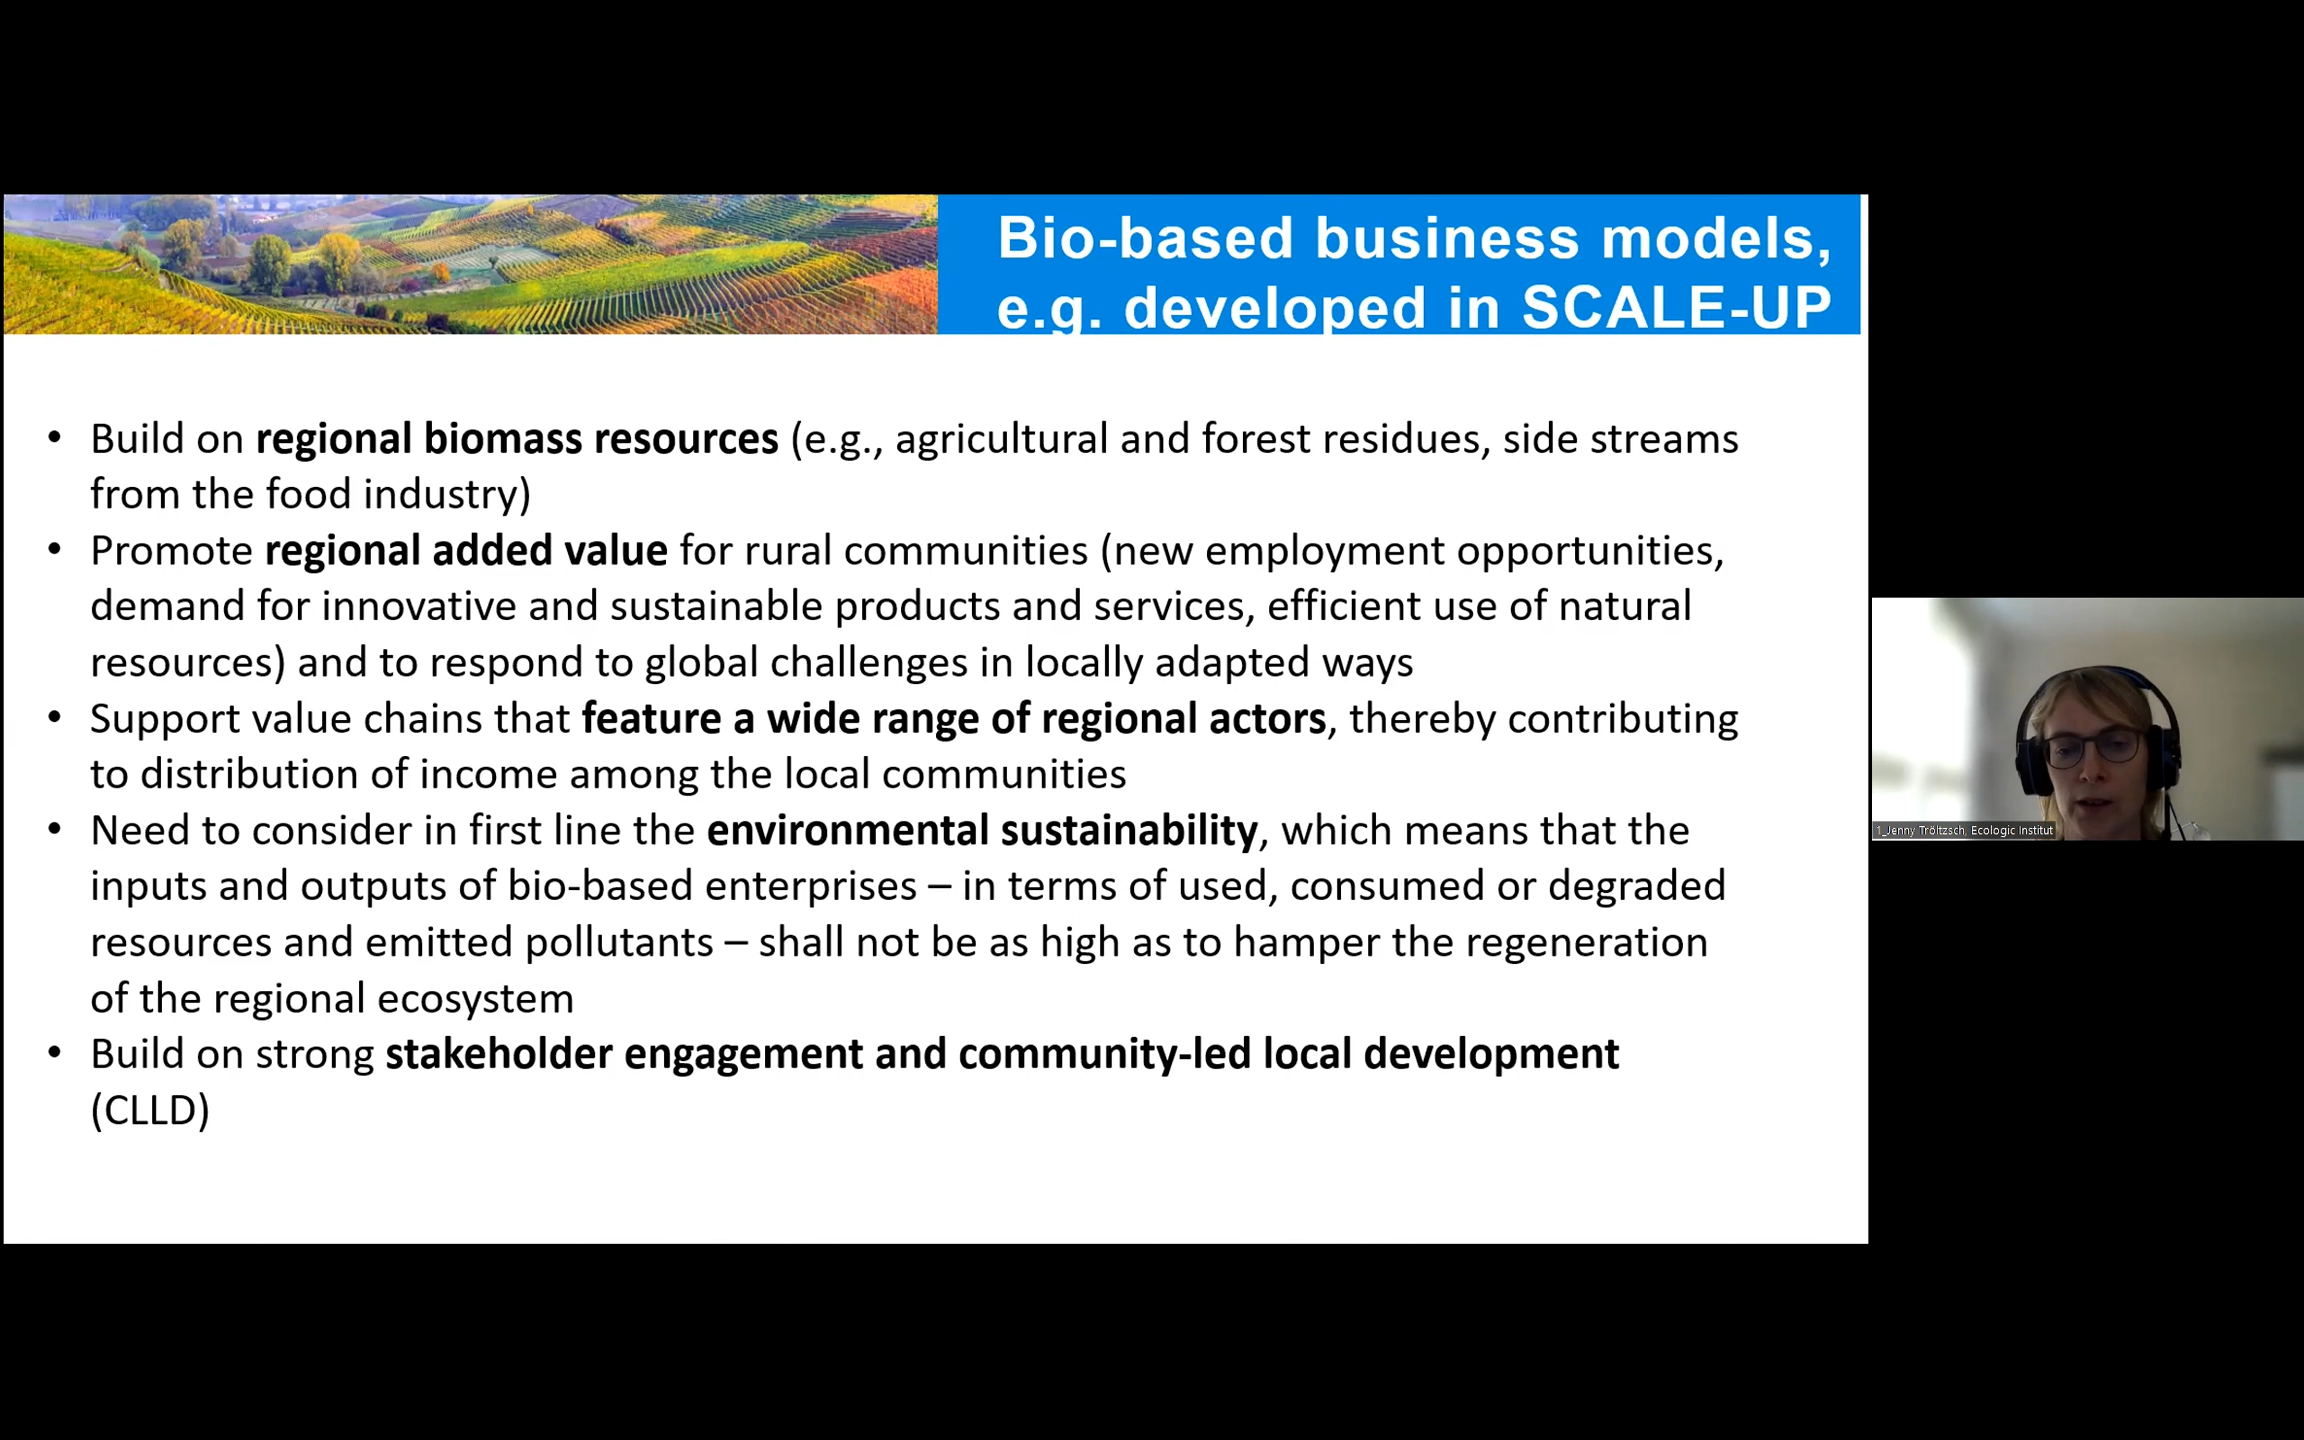 Bio-based business models,
e.g. developed in SCALE-UP
• Build on regional biomass resources (e.g., agricultural and forest residues, side streams
from the food industry)
• Promote regional added value for rural communities (new employment opportunities,
demand for innovative and sustainable products and services, efficient use of natural
resources) and to respond to global challenges in locally adapted ways
• Support value chains that feature a wide range of regional actors, thereby contributing
to distribution of income among the local communities
• Need to consider in first line the environmental sustainability, which means that the
inputs and outputs of bio-based enterprises – in terms of used, consumed or degraded
resources and emitted pollutants – shall not be as high as to hamper the regeneration
of the regional ecosystem
• Build on strong stakeholder engagement and community-led local development
(CLLD)
1_Jenny Tröltzsch, Ecologic Institut